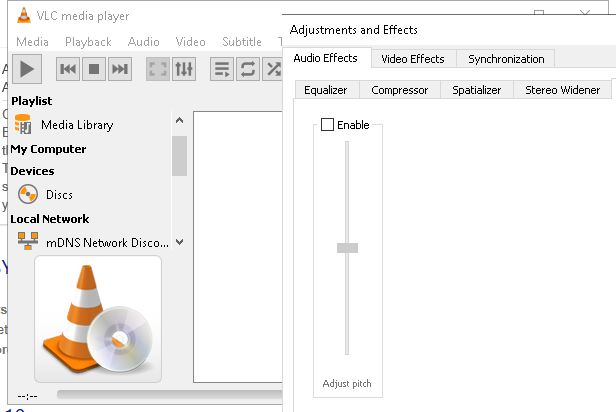 VLC media player
Media Playback Audio Video Subtitle
Adjustments and Effects
Audio Effects Video Effects Synchronization
Equalizer Compressor Spatializer Stereo Widener
Enable
Adjust pitch
Playlist
Media Library
My Computer
Devices
Discs
Local Network
mDNS Network Disco...
--:--